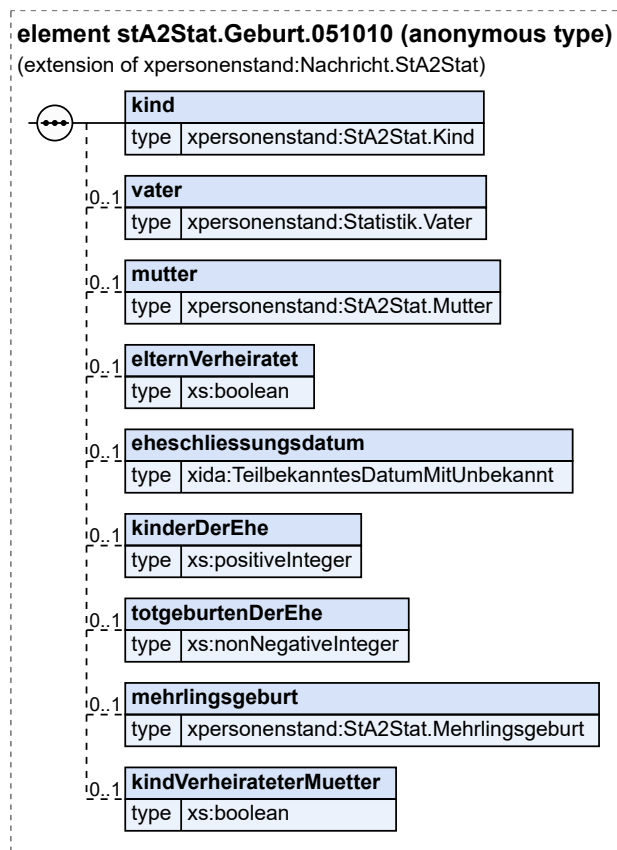 element stA2Stat.Geburt.051010 (anonymous type)
(extension of xpersonenstand:Nachricht.StA2Stat)
kind
type xpersonenstand:StA2Stat.Kind
0..1 vater
type xpersonenstand:Statistik.Vater
0..1 mutter
type xpersonenstand:StA2Stat.Mutter
0..1 elternVerheiratet
type xs:boolean
0..1 eheschliessungsdatum
type xida:TeilbekanntesDatumMitUnbekannt
0..1 kinderDerEhe
type xs:positiveInteger
0..1 totgeburtenDerEhe
type xs:nonNegativeInteger
0..1 mehrlingsgeburt
type xpersonenstand:StA2Stat.Mehrlingsgeburt
0..1 kindVerheirateterMuetter
type xs:boolean